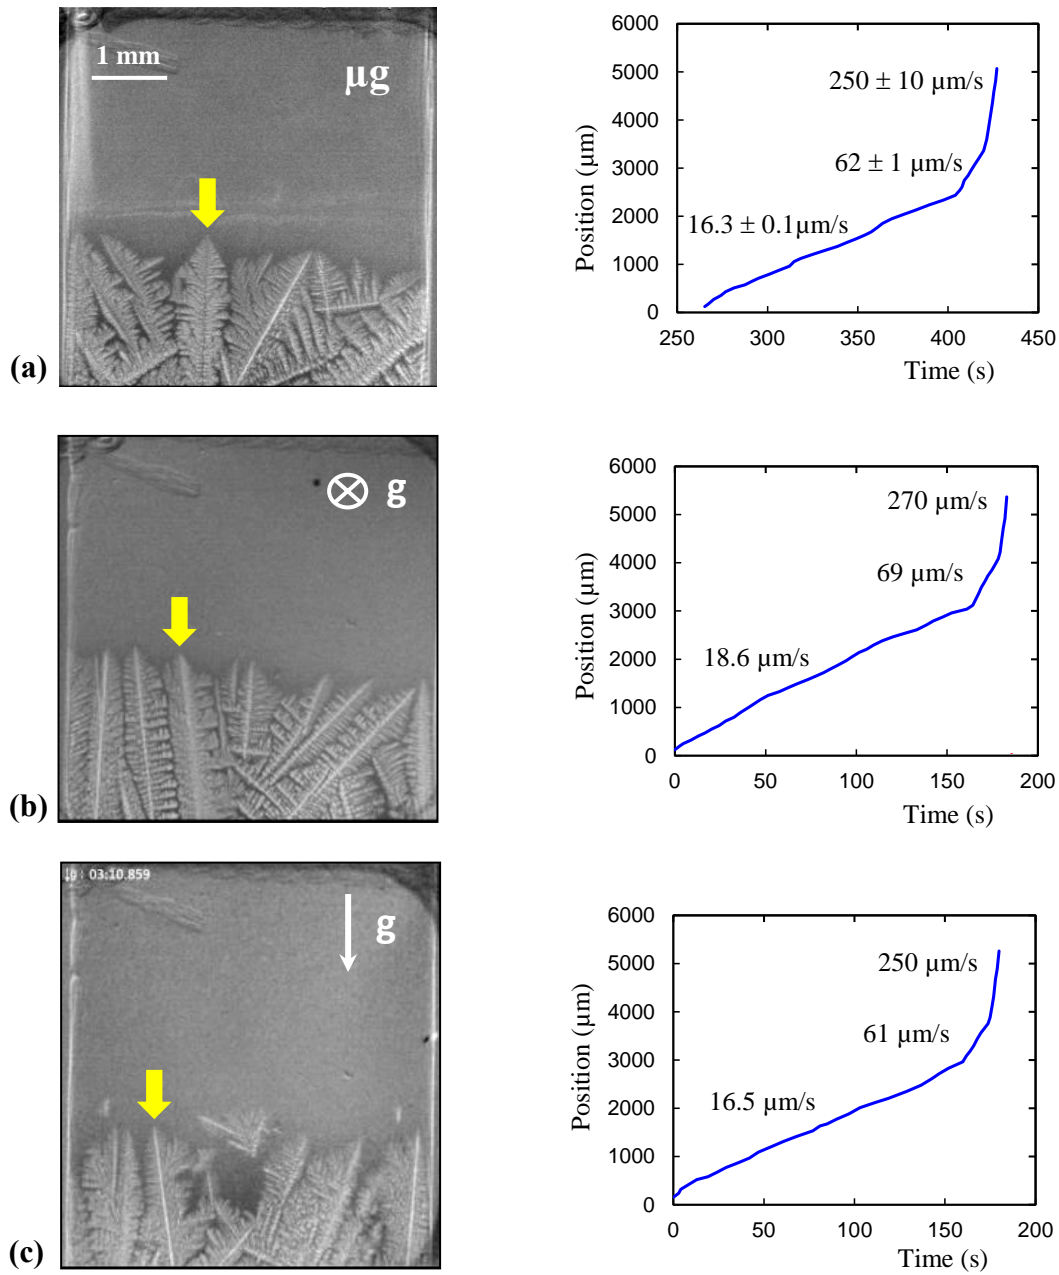 1 mm
µg
(a)
6000
5000
4000
3000
2000
1000
0
250
300
350
400
450
Position (µm)
Time (s)
250 ± 10 µm/s
62 ± 1 µm/s
16.3 ± 0.1µm/s
g
(b)
6000
5000
4000
3000
2000
1000
0
0
50
100
150
200
Position (µm)
Time (s)
270 µm/s
69 µm/s
18.6 µm/s
03:10.859
g
(c)
6000
5000
4000
3000
2000
1000
0
0
50
100
150
200
Position (µm)
Time (s)
250 µm/s
61 µm/s
16.5 µm/s